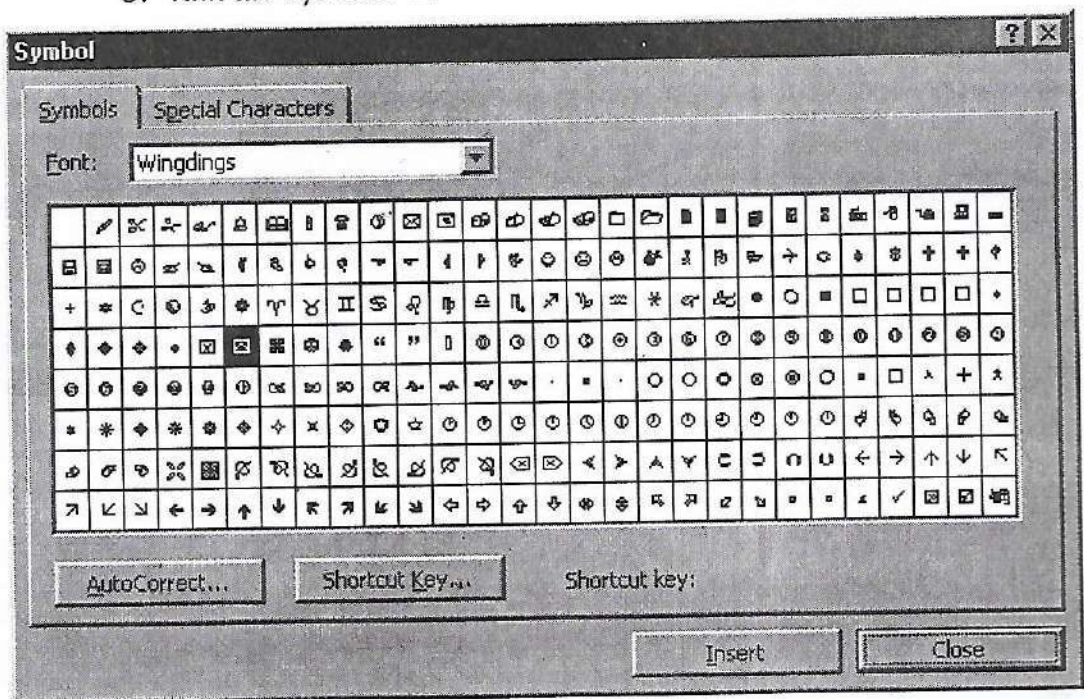 Symbol
Symbols
Special Characters
Font:
Wingdings
AutoCorrect...
Shortcut Key...
Shortcut key:
Insert
Close